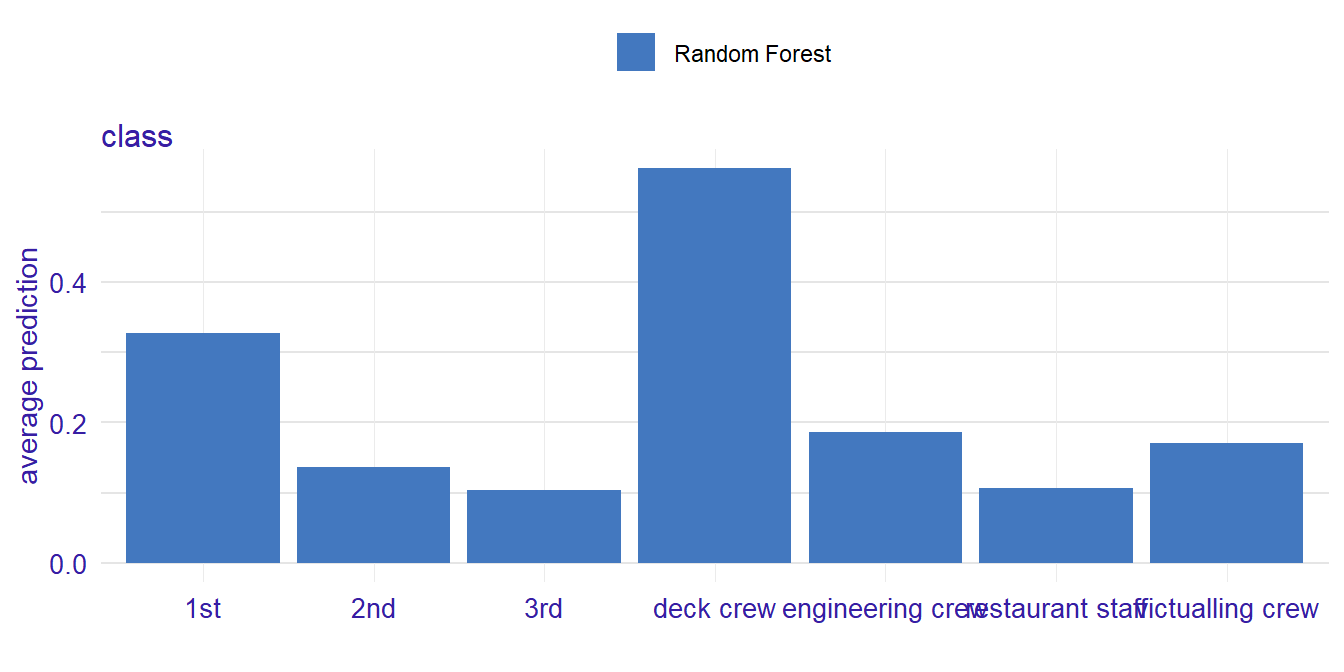 Random Forest
class
average prediction
0.4
0.2
0.0
1st 2nd 3rd deck crew engineering crew restaurant staff victualling crew